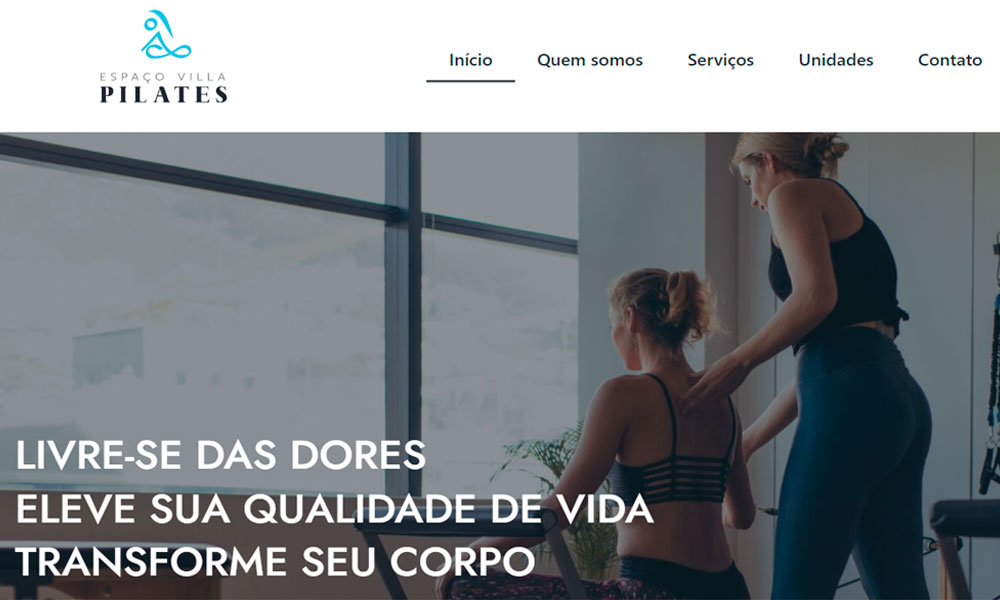 ESPAÇO VILLA
PILATES
Início Quem somos Serviços Unidades Contato
LIVRE-SE DAS DORES
ELEVE SUA QUALIDADE DE VIDA
TRANSFORME SEU CORPO